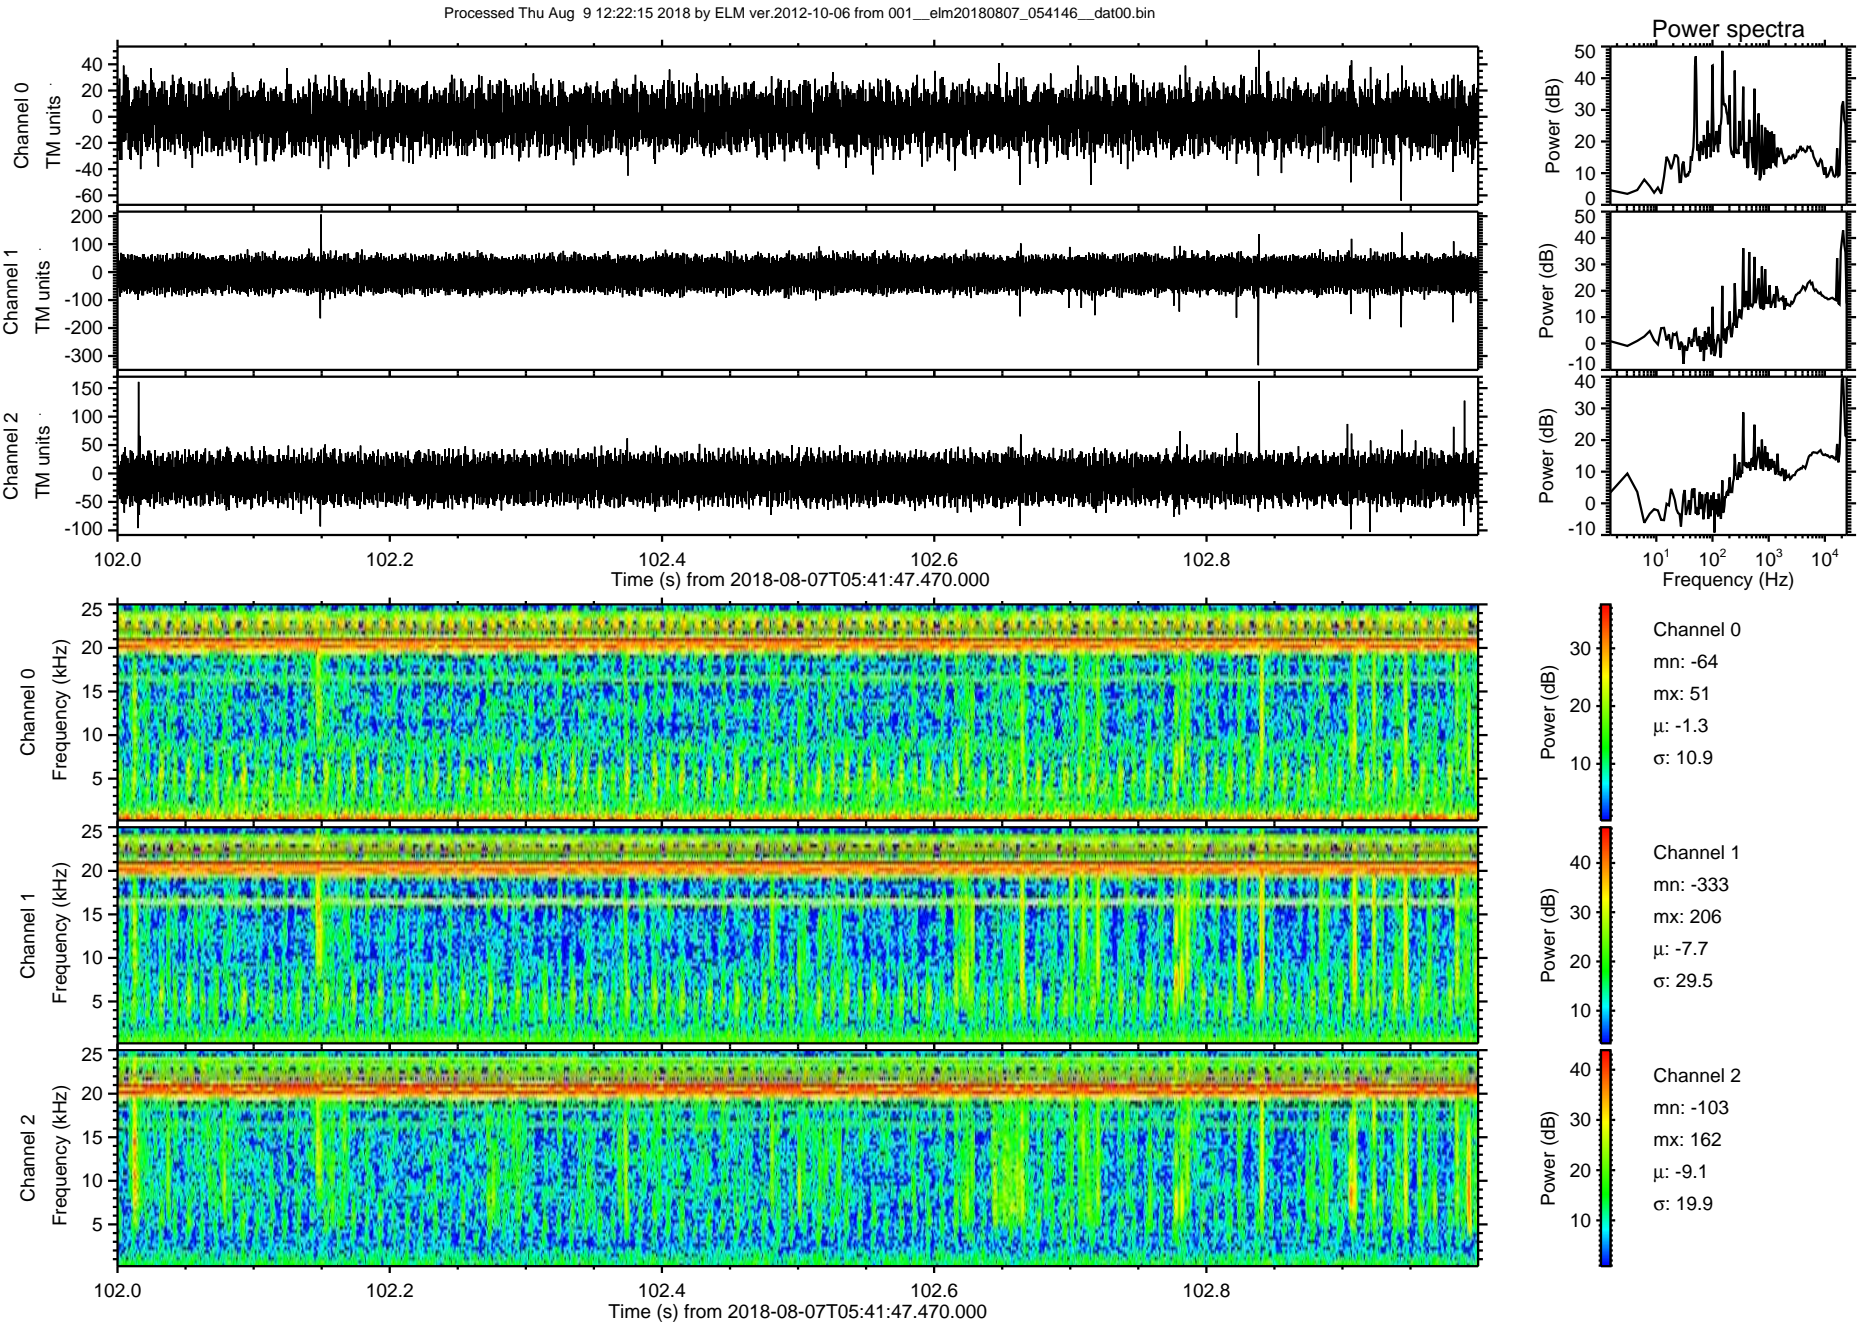 Processed Thu Aug 9 12:22:15 2018 by ELM ver.2012-10-06 from 001__elm20180807_054146__dat00.bin
Power spectra
Channel 0
TM units
40
20
0
-20
-40
-60
Power (dB)
50
40
30
20
10
0
Channel 1
TM units
200
100
0
-100
-200
-300
Power (dB)
50
40
30
20
10
0
-10
Channel 2
TM units
150
100
50
0
-50
-100
Power (dB)
40
30
20
10
0
-10
102.0 102.2 102.4 102.6 102.8
Time (s) from 2018-08-07T05:41:47.470.000
10¹ 10² 10³ 10⁴
Frequency (Hz)
Channel 0
Frequency (kHz)
25
20
15
10
5
Power (dB)
30
20
10
Channel 0
mn: -64
mx: 51
μ: -1.3
σ: 10.9
Channel 1
Frequency (kHz)
25
20
15
10
5
Power (dB)
40
30
20
10
Channel 1
mn: -333
mx: 206
μ: -7.7
σ: 29.5
Channel 2
Frequency (kHz)
25
20
15
10
5
Power (dB)
40
30
20
10
Channel 2
mn: -103
mx: 162
μ: -9.1
σ: 19.9
102.0 102.2 102.4 102.6 102.8
Time (s) from 2018-08-07T05:41:47.470.000